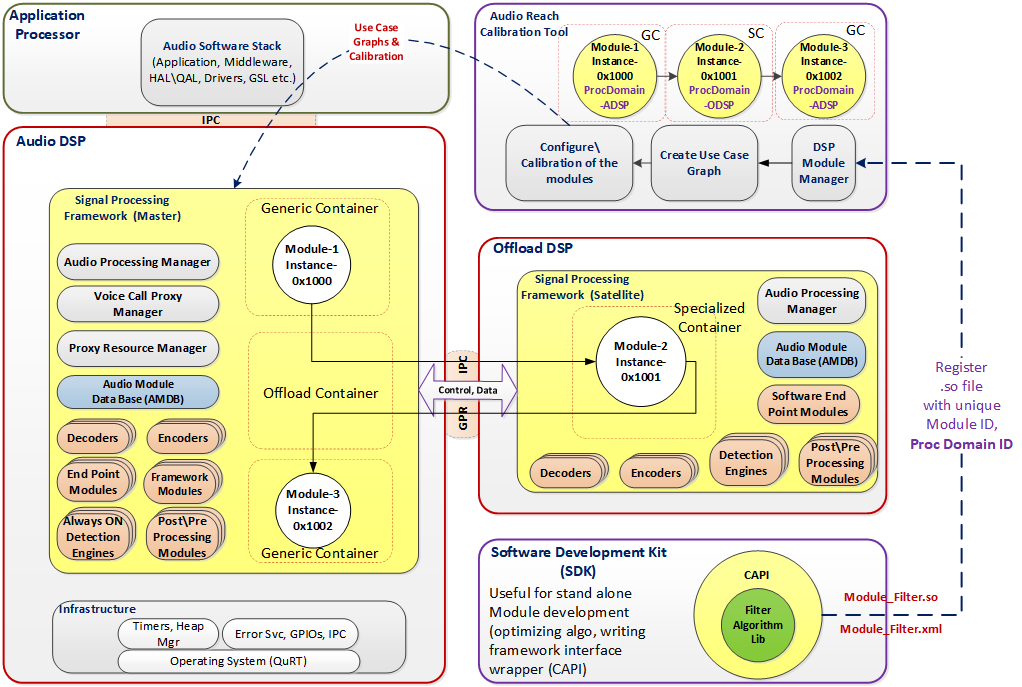 Application
Processor
Audio Software Stack
(Application, Middleware,
HAL\QAL, Drivers, GSL etc.)
Use Case
Graphs &
Calibration
IPC
Audio Reach
Calibration Tool
GC
SC
GC
Module-1
Instance-
0x1000
ProcDomain
-ADSP
Module-2
Instance-
0x1001
ProcDomain
-ODSP
Module-3
Instance-
0x1002
ProcDomain
-ADSP
Configure\
Calibration of the
modules
Create Use Case
Graph
DSP
Module
Manager
Audio DSP
Signal Processing
Framework (Master)
Audio Processing Manager
Voice Call Proxy
Manager
Proxy Resource Manager
Audio Module
Data Base (AMDB)
Decoders
Encoders
End Point
Modules
Framework
Modules
Always ON
Detection
Engines
Post\Pre
Processing
Modules
Generic Container
Module-1
Instance-
0x1000
Offload Container
Module-3
Instance-
0x1002
Generic Container
Infrastructure
Timers, Heap
Mgr
Error Svc, GPIOs, IPC
Operating System (QuRT)
IPC
Control, Data
GPR
Offload DSP
Signal Processing
Framework (Satellite)
Specialized
Container
Module-2
Instance-
0x1001
Audio Processing
Manager
Audio Module
Data Base (AMDB)
Software End
Point Modules
Decoders
Encoders
Detection
Engines
Post\Pre
Processing
Modules
Register
.so file
with unique
Module ID,
Proc Domain ID
Software Development Kit
(SDK)
Useful for stand alone
Module development
(optimizing algo, writing
framework interface
wrapper (CAPI)
CAPI
Filter
Algorithm
Lib
Module_Filter.so
Module_Filter.xml